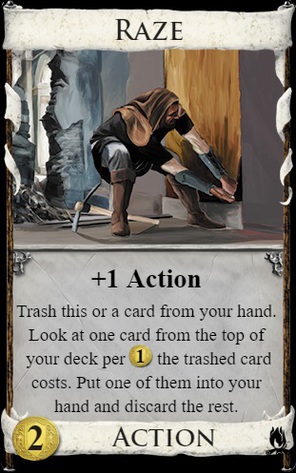 RAZE
+1 Action
Trash this or a card from your hand.
Look at one card from the top of
your deck per 1 the trashed card
costs. Put one of them into your
hand and discard the rest.
2 ACTION